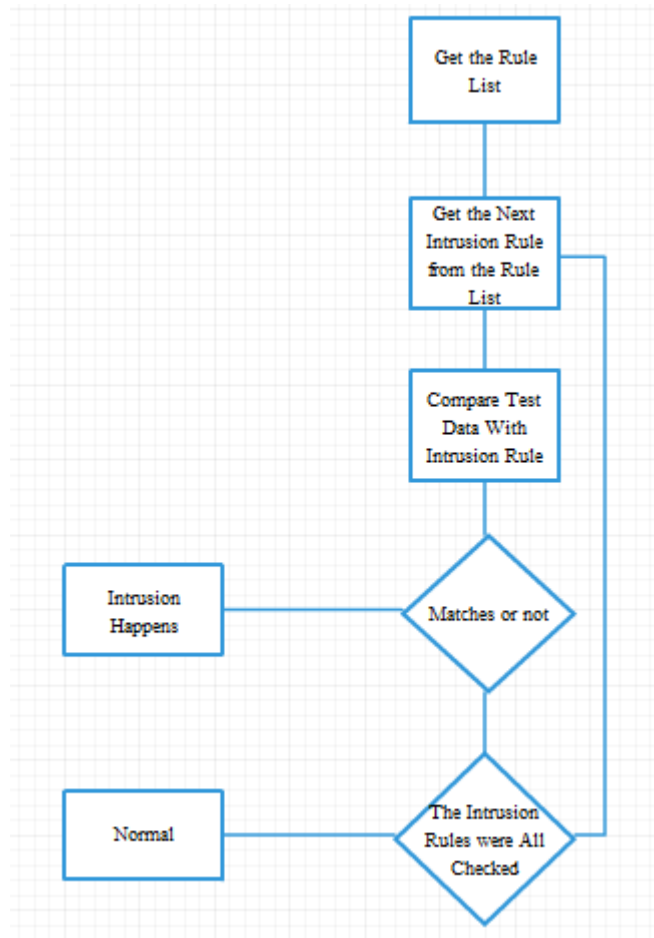 Get the Rule
List
Get the Next
Intrusion Rule
from the Rule
List
Compare Test
Data With
Intrusion Rule
Matches or not
Intrusion
Happens
The Intrusion
Rules were All
Checked
Normal